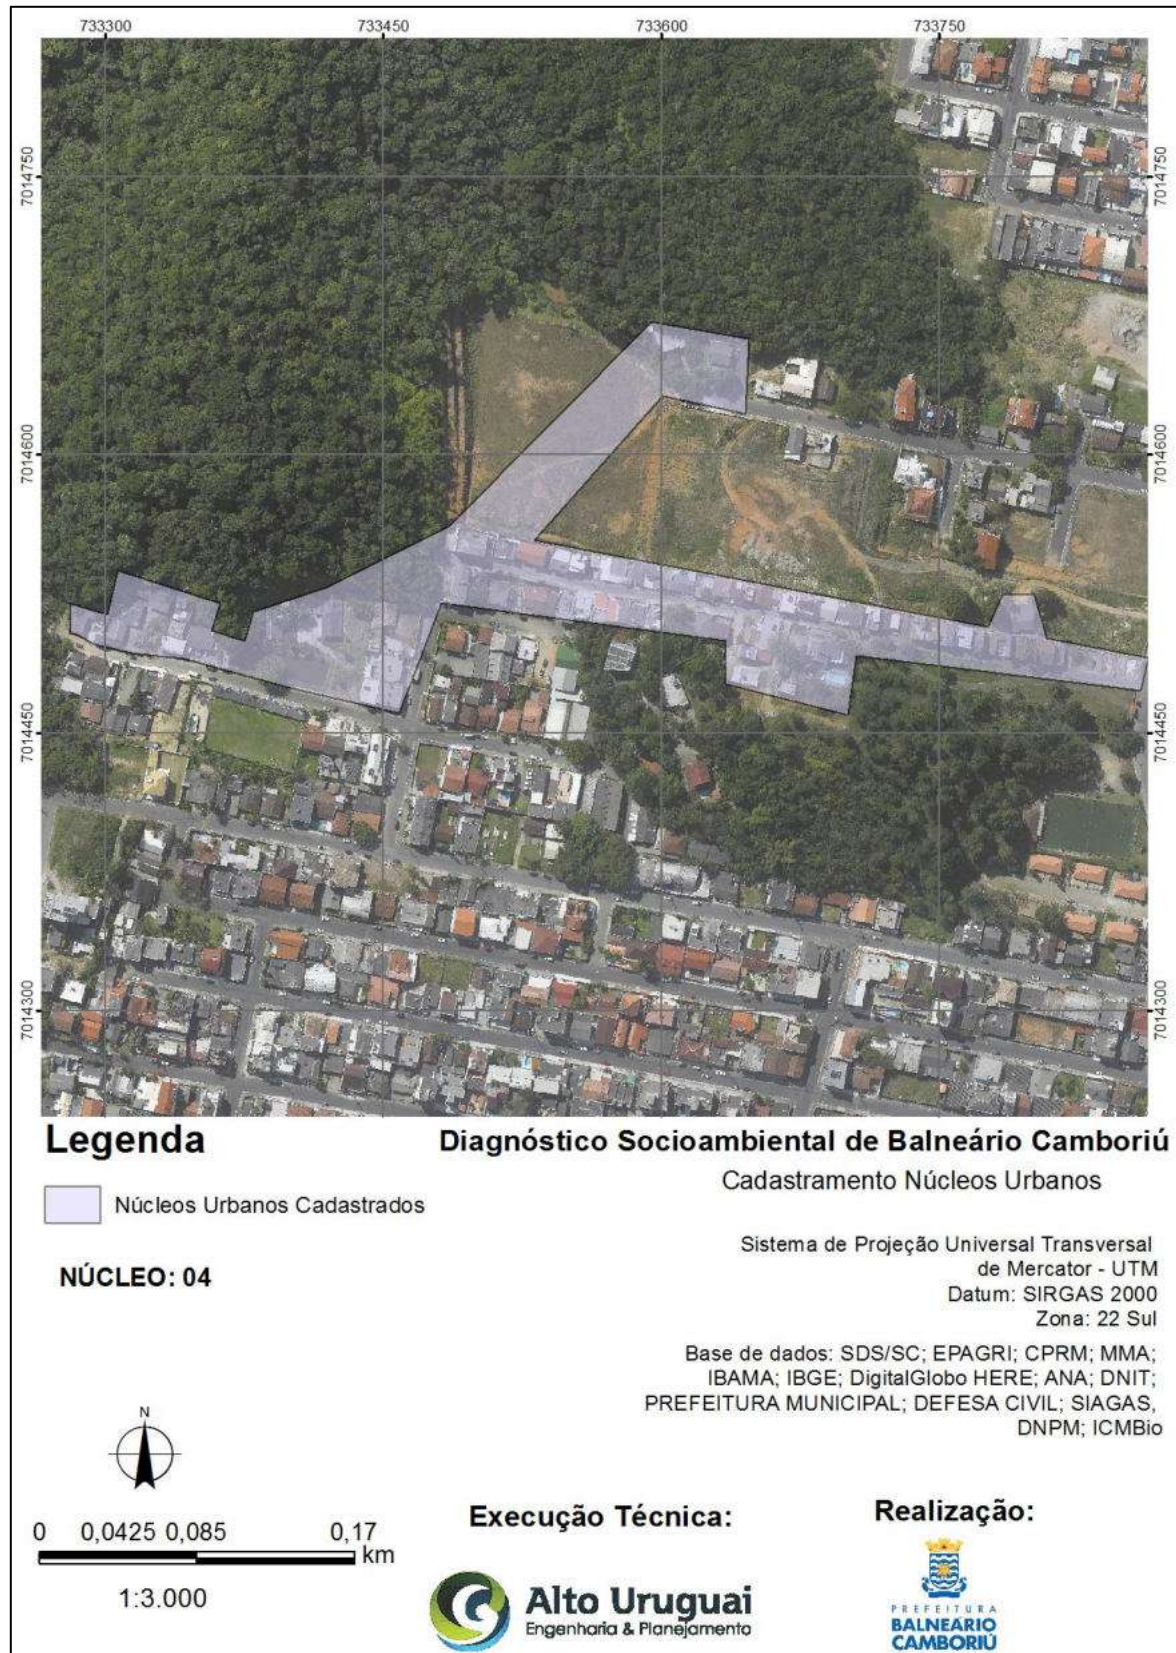 733300 733450 733600 733750
7014750 7014750
7014600 7014600
7014450 7014450
7014300 7014300
Legenda
Núcleos Urbanos Cadastrados
NÚCLEO: 04
Diagnóstico Socioambiental de Balneário Camboriú
Cadastramento Núcleos Urbanos
Sistema de Projeção Universal Transversal
de Mercator - UTM
Datum: SIRGAS 2000
Zona: 22 Sul
Base de dados: SDS/SC; EPAGRI; CPRM; MMA;
IBAMA; IBGE; DigitalGlobo HERE; ANA; DNIT;
PREFEITURA MUNICIPAL; DEFESA CIVIL; SIAGAS,
DNPM; ICMBio
N
0 0,0425 0,085 0,17
km
1:3.000
Execução Técnica:
Alto Uruguai
Engenharia & Planejamento
Realização:
PREFEITURA
BALNEÁRIO
CAMBORIÚ